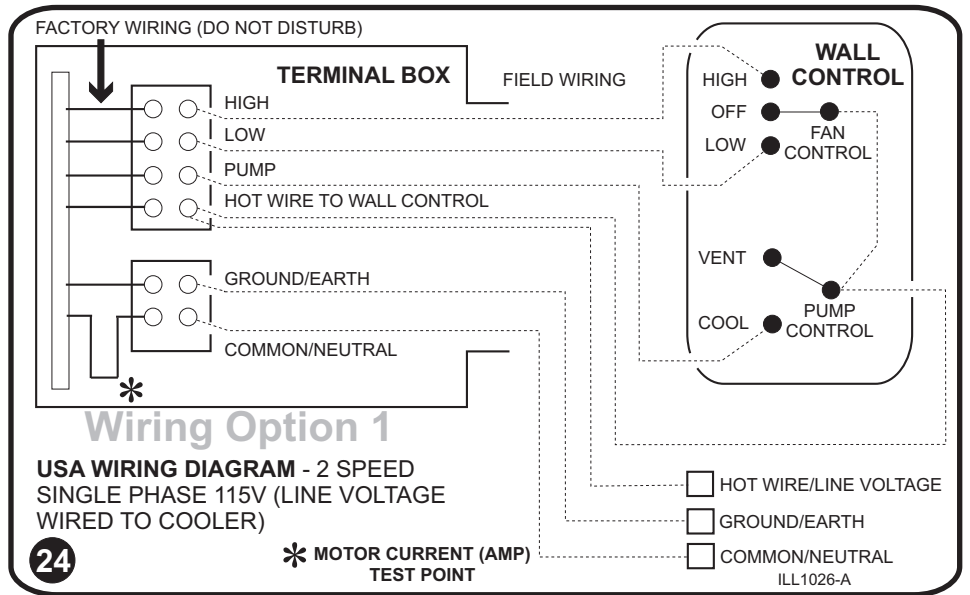 FACTORY WIRING (DO NOT DISTURB)
TERMINAL BOX
FIELD WIRING
HIGH
LOW
PUMP
HOT WIRE TO WALL CONTROL
GROUND/EARTH
COMMON/NEUTRAL
WALL
CONTROL
HIGH
OFF
LOW
FAN
CONTROL
VENT
COOL
PUMP
CONTROL
*
Wiring Option 1
USA WIRING DIAGRAM - 2 SPEED
SINGLE PHASE 115V (LINE VOLTAGE
WIRED TO COOLER)
24
* MOTOR CURRENT (AMP)
TEST POINT
HOT WIRE/LINE VOLTAGE
GROUND/EARTH
COMMON/NEUTRAL
ILL1026-A